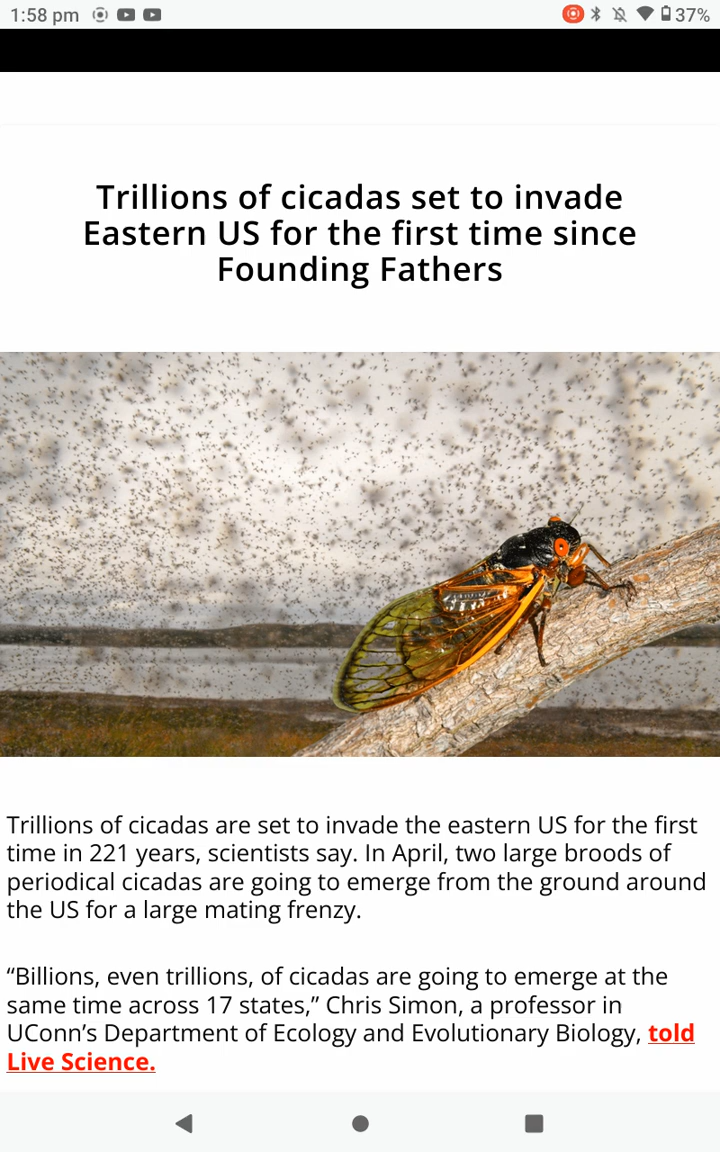 1:58 pm
37%
Trillions of cicadas set to invade
Eastern US for the first time since
Founding Fathers
Trillions of cicadas are set to invade the eastern US for the first
time in 221 years, scientists say. In April, two large broods of
periodical cicadas are going to emerge from the ground around
the US for a large mating frenzy.
“Billions, even trillions, of cicadas are going to emerge at the
same time across 17 states,” Chris Simon, a professor in
UConn’s Department of Ecology and Evolutionary Biology, told
Live Science.